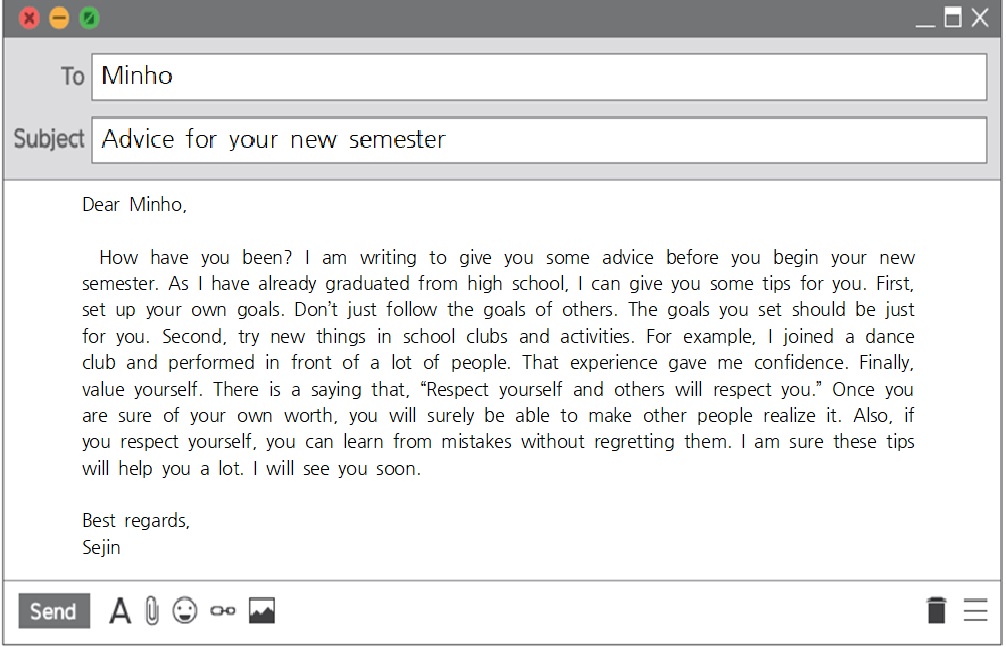 To Minho
Subject Advice for your new semester
Dear Minho,
How have you been? I am writing to give you some advice before you begin your new
semester. As I have already graduated from high school, I can give you some tips for you. First,
set up your own goals. Don’t just follow the goals of others. The goals you set should be just
for you. Second, try new things in school clubs and activities. For example, I joined a dance
club and performed in front of a lot of people. That experience gave me confidence. Finally,
value yourself. There is a saying that, “Respect yourself and others will respect you.” Once you
are sure of your own worth, you will surely be able to make other people realize it. Also, if
you respect yourself, you can learn from mistakes without regretting them. I am sure these tips
will help you a lot. I will see you soon.
Best regards,
Sejin
Send A